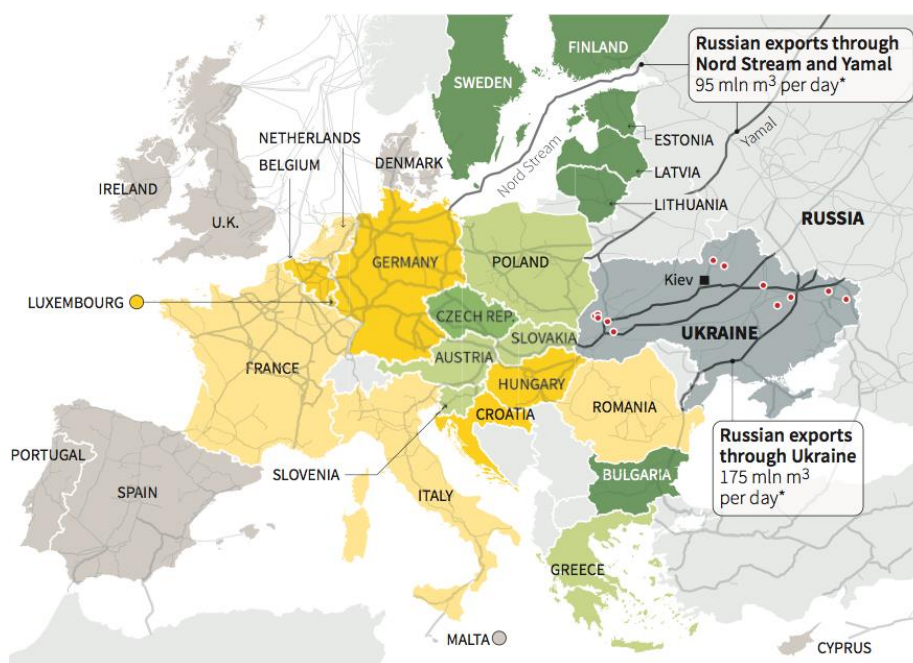 FINLAND
Russian exports through
Nord Stream and Yamal
95 mln m³ per day*
SWEDEN
NETHERLANDS
BELGIUM
DENMARK
ESTONIA
Yamal
Nord Stream
LATVIA
IRELAND
LITHUANIA
RUSSIA
U.K.
GERMANY
POLAND
Kiev
LUXEMBOURG
CZECH REP.
UKRAINE
SLOVAKIA
AUSTRIA
FRANCE
HUNGARY
ROMANIA
CROATIA
PORTUGAL
SLOVENIA
Russian exports
through Ukraine
175 mln m³
per day*
SPAIN
ITALY
BULGARIA
GREECE
MALTA
CYPRUS